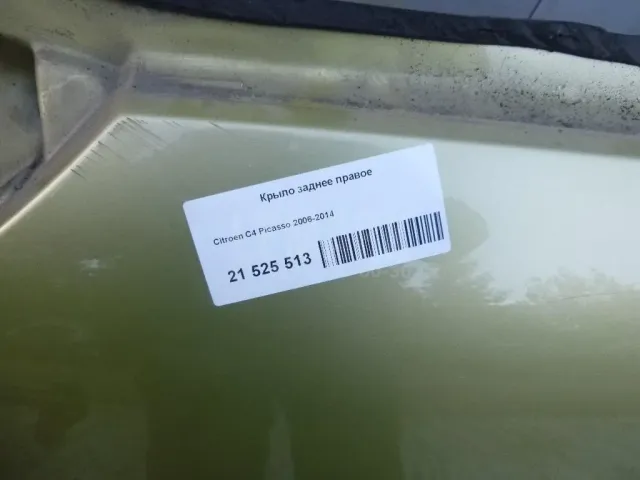 Крыло заднее правое
Citroen C4 Picasso 2006-2014
21 525 513